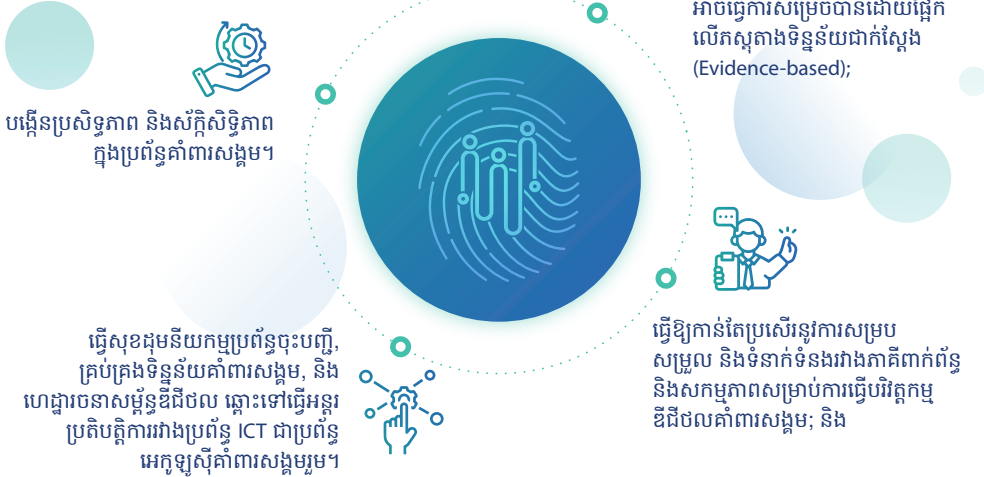 អាចធ្វើការសម្រេចបានដោយផ្អែក
លើភស្តុតាងទិន្នន័យជាក់ស្តែង
(Evidence-based);
បង្កើនប្រសិទ្ធភាព និងស័ក្តិសិទ្ធិភាព
ក្នុងប្រព័ន្ធគាំពារសង្គម។
ធ្វើឱ្យកាន់តែប្រសើរនូវការសម្រប
សម្រួល និងទំនាក់ទំនងរវាងភាគីពាក់ព័ន្ធ
និងសកម្មភាពសម្រាប់ការធ្វើបរិវត្តកម្ម
ឌីជីថលគាំពារសង្គម; និង
ធ្វើសុខដុមនីយកម្មប្រព័ន្ធចុះបញ្ជី,
គ្រប់គ្រងទិន្នន័យគាំពារសង្គម, និង
ហេដ្ឋារចនាសម្ព័ន្ធឌីជីថល ឆ្ពោះទៅធ្វើអន្តរ
ប្រតិបត្តិការរវាងប្រព័ន្ធ ICT ជាប្រព័ន្ធ
អេកូឡូស៊ីគាំពារសង្គមរួម។